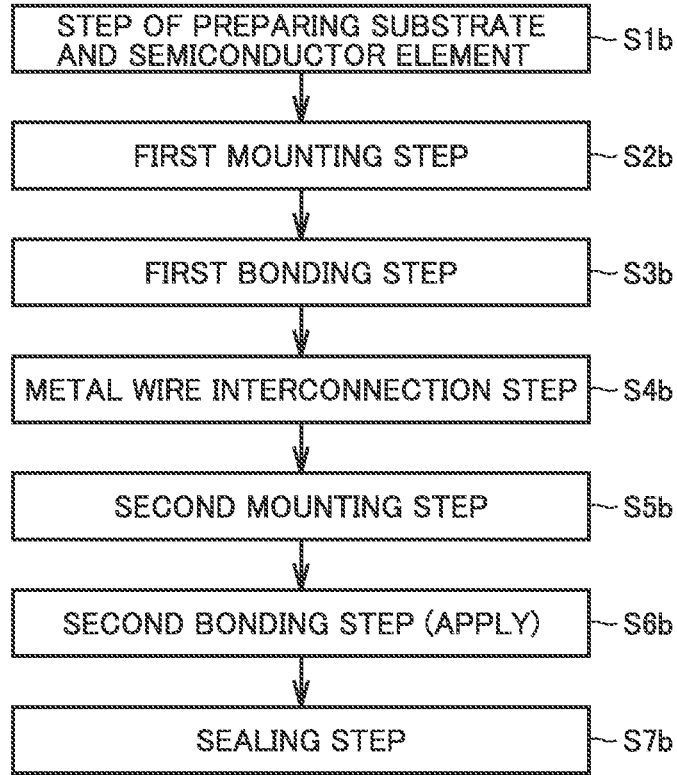 STEP OF PREPARING SUBSTRATE
AND SEMICONDUCTOR ELEMENT
S1b
FIRST MOUNTING STEP
S2b
FIRST BONDING STEP
S3b
METAL WIRE INTERCONNECTION STEP
S4b
SECOND MOUNTING STEP
S5b
SECOND BONDING STEP (APPLY)
S6b
SEALING STEP
S7b